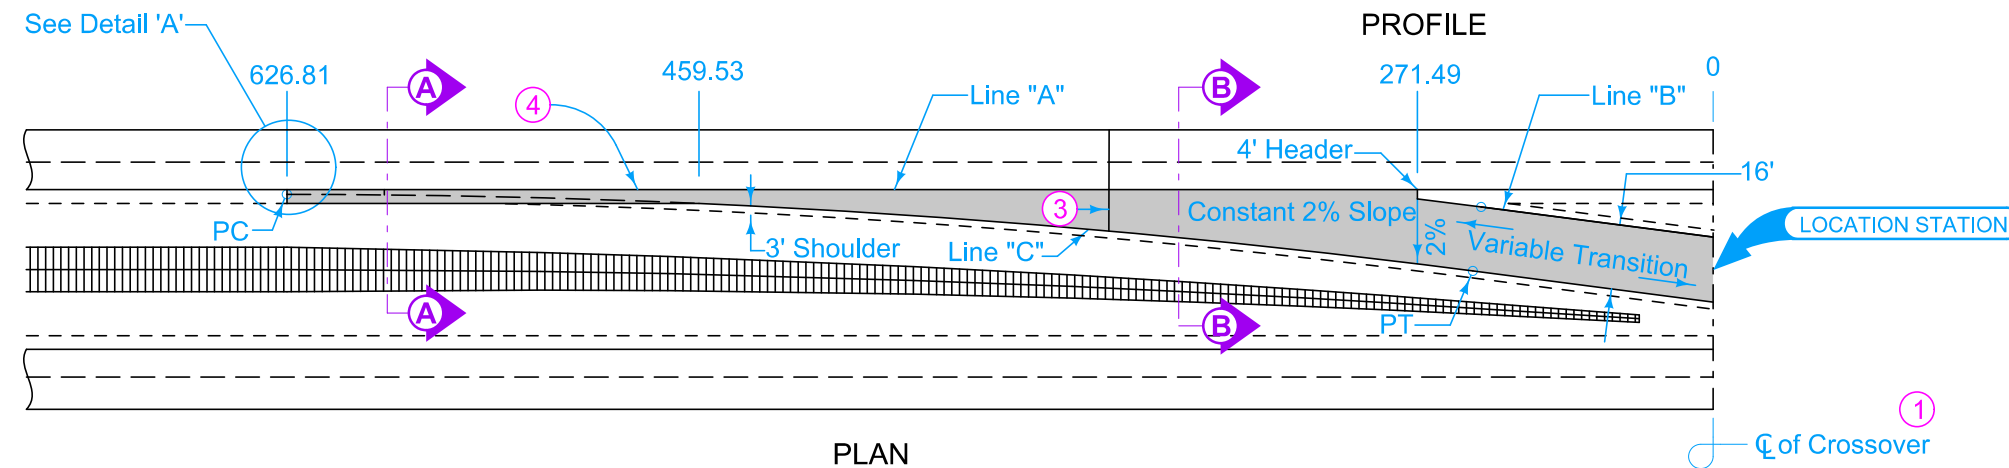 See Detail 'A'
PROFILE
626.81
459.53
271.49
0
A
B
4
Line "A"
Line "B"
4' Header
16'
3
Constant 2% Slope
PC
3' Shoulder
Line "C"
2%
Variable Transition
LOCATION STATION
A
B
PT
1
PLAN
℄ of Crossover